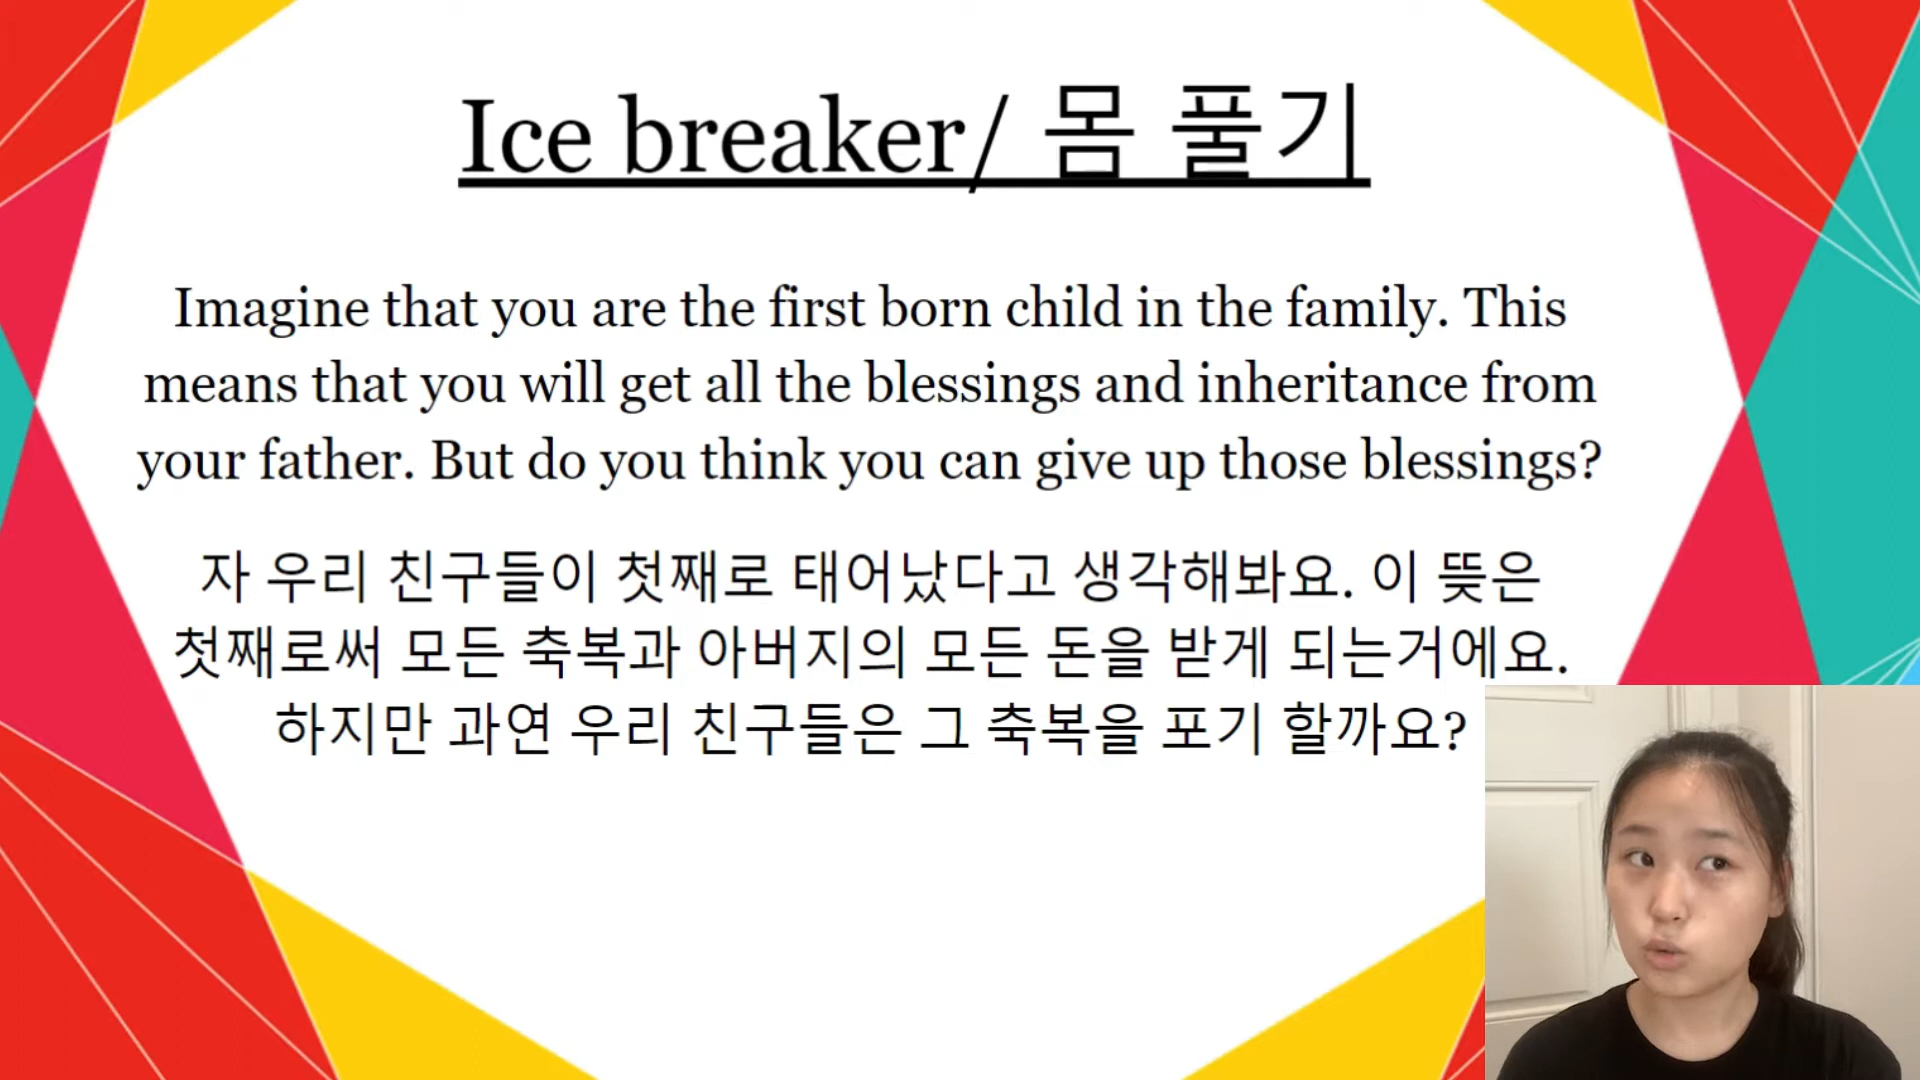 Ice breaker/ 몸 풀기
Imagine that you are the first born child in the family. This
means that you will get all the blessings and inheritance from
your father. But do you think you can give up those blessings?
자 우리 친구들이 첫째로 태어났다고 생각해봐요. 이 뜻은
첫째로써 모든 축복과 아버지의 모든 돈을 받게 되는거에요.
하지만 과연 우리 친구들은 그 축복을 포기 할까요?